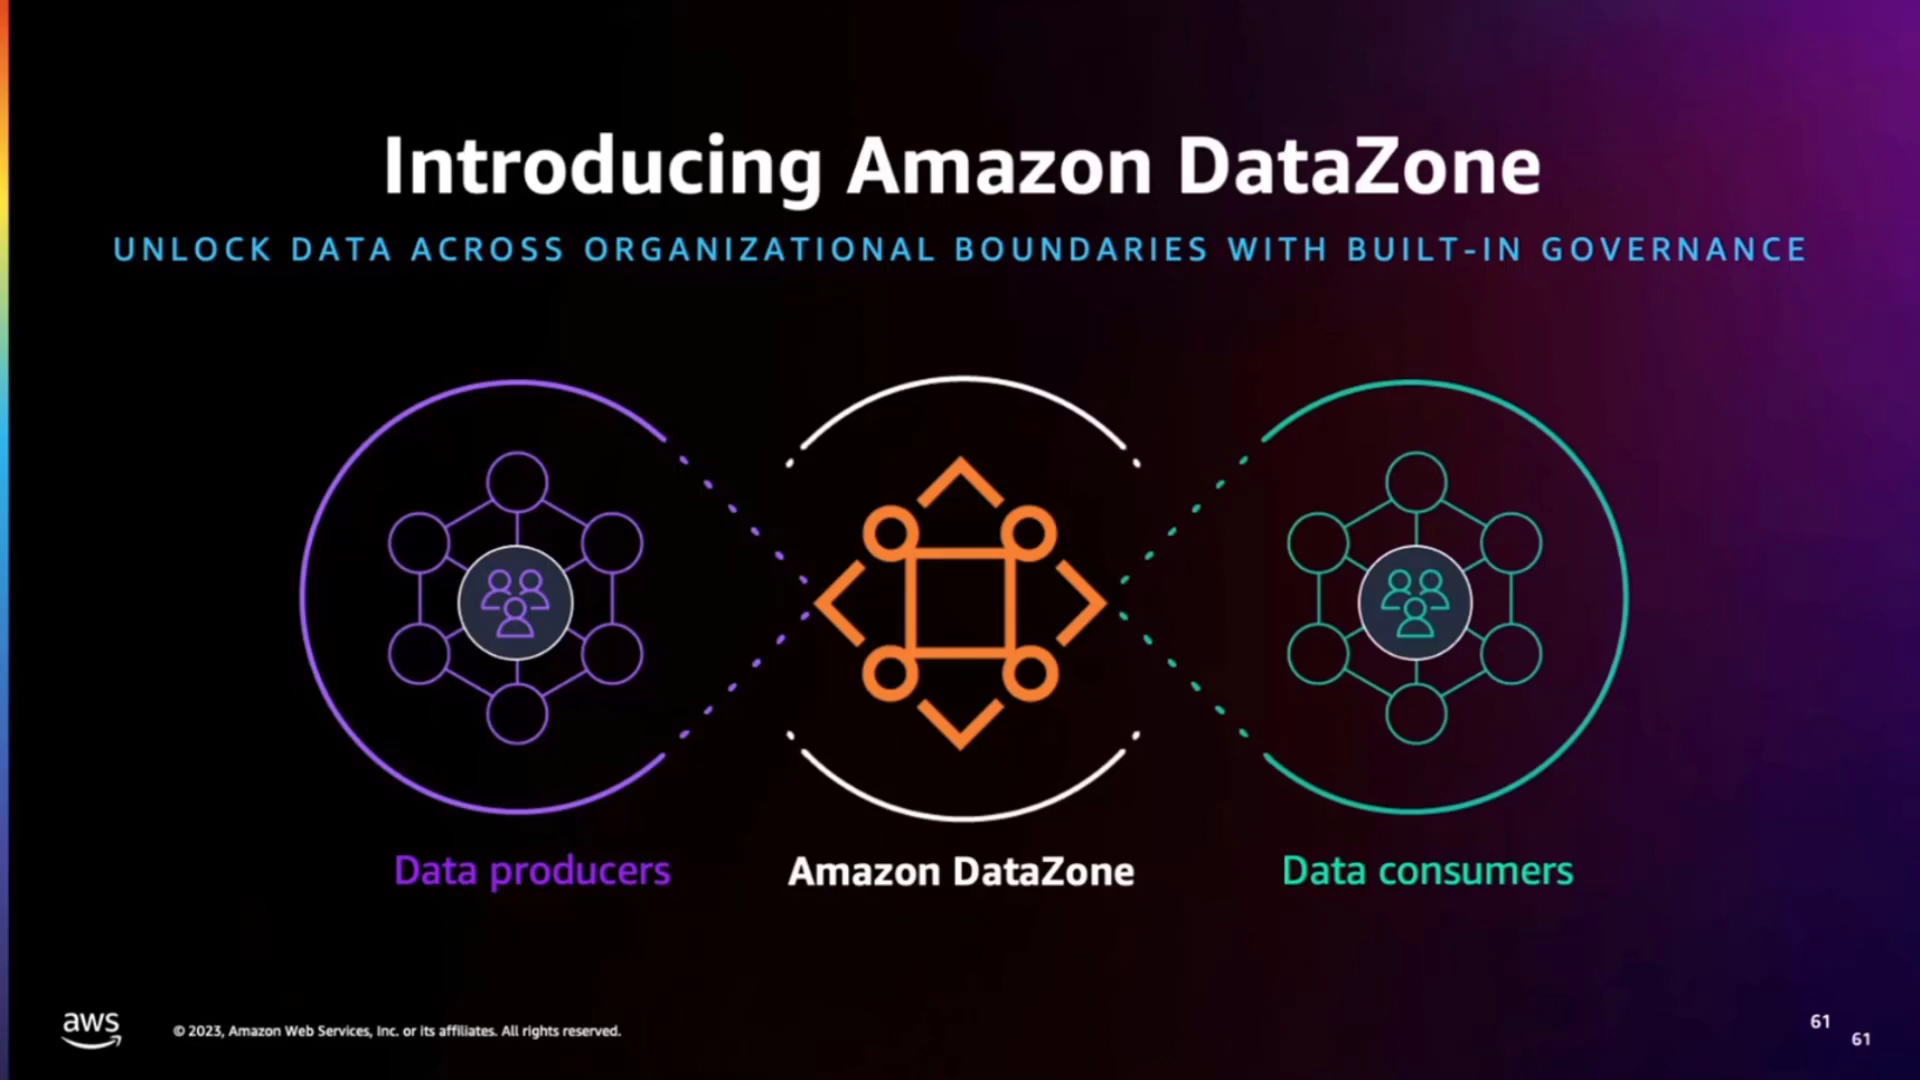 Introducing Amazon DataZone
UNLOCK DATA ACROSS ORGANIZATIONAL BOUNDARIES WITH BUILT-IN GOVERNANCE
Data producers
Amazon DataZone
Data consumers
aws
© 2023, Amazon Web Services, Inc. or its affiliates. All rights reserved.
61
61